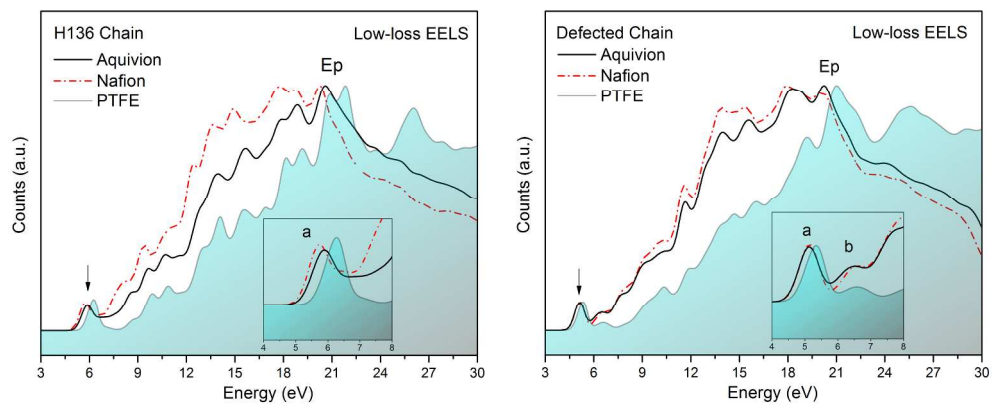 H136 Chain
Low-loss EELS
Aquivion
Nafion
PTFE
Ep
a
4 5 6 7 8
Counts (a.u.)
3 6 9 12 15 18 21 24 27 30
Energy (eV)
Defected Chain
Low-loss EELS
Aquivion
Nafion
PTFE
Ep
a
b
4 5 6 7 8
Counts (a.u.)
3 6 9 12 15 18 21 24 27 30
Energy (eV)